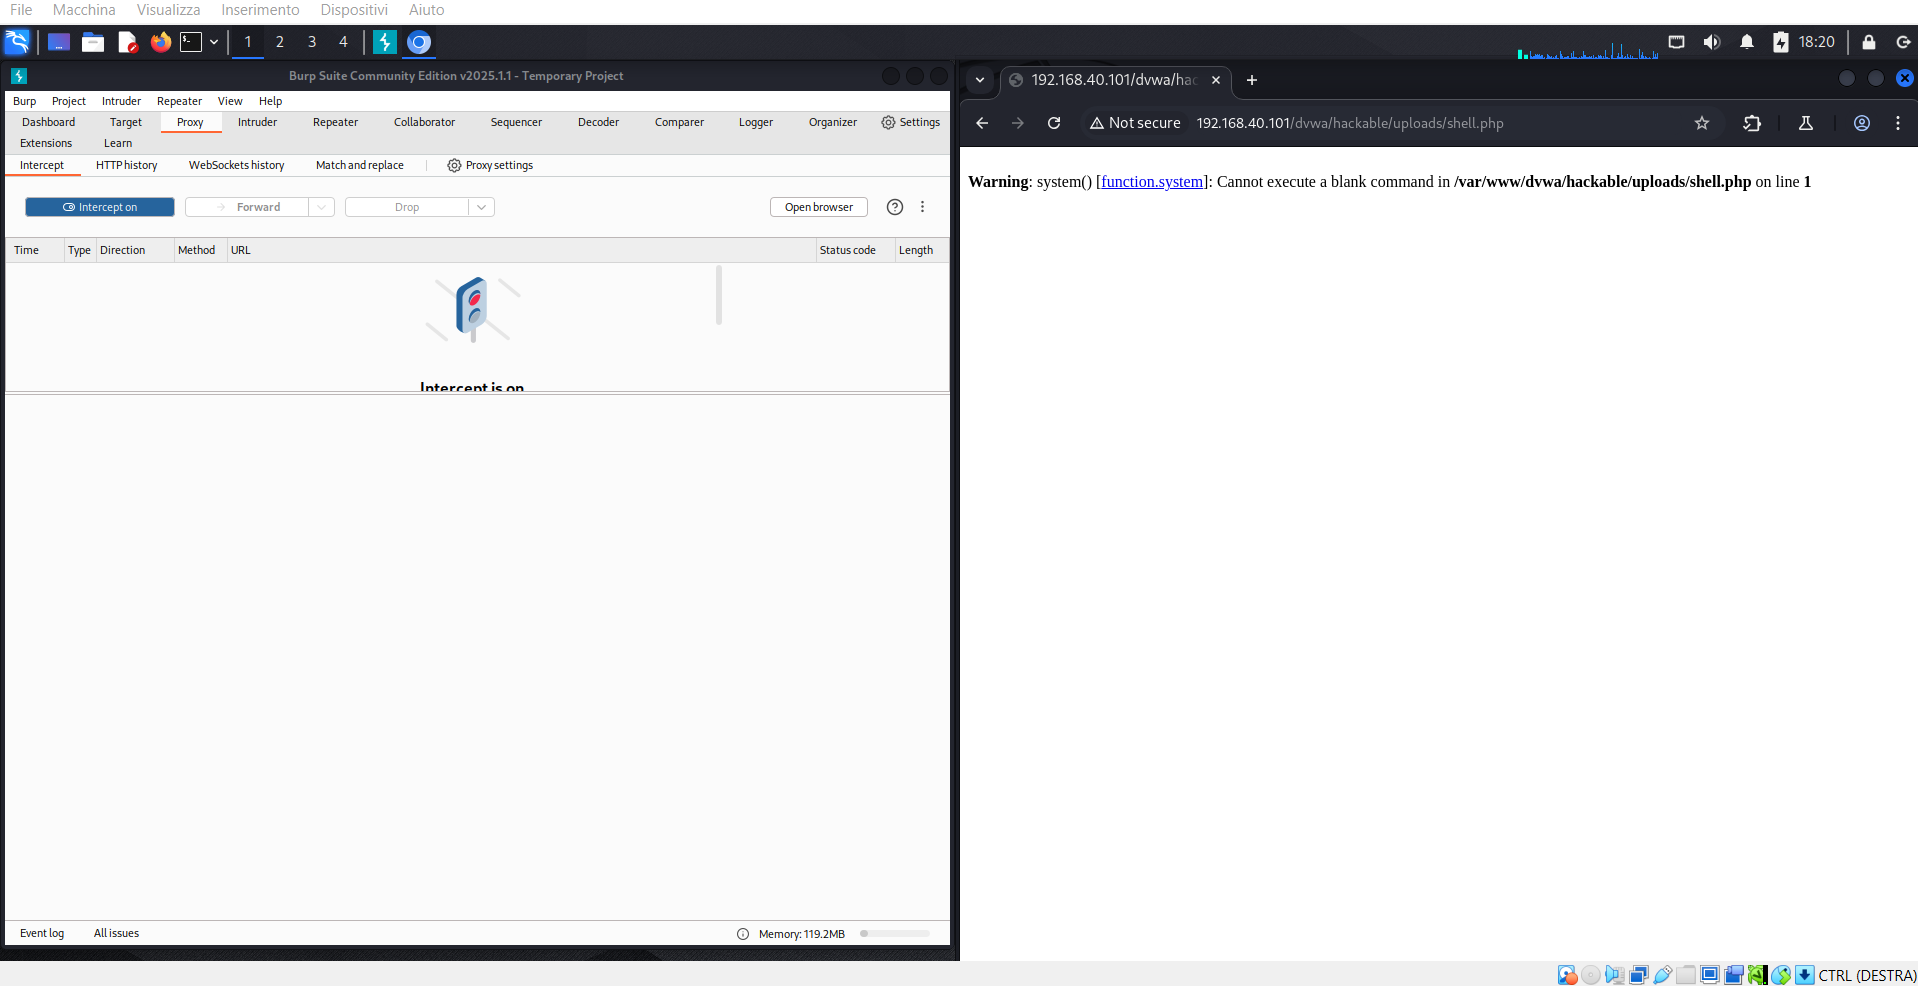 File Macchina Visualizza Inserimento Dispositivi Aiuto
1 2 3 4 18:20
Burp Suite Community Edition v2025.1.1 - Temporary Project
Burp Project Intruder Repeater View Help
Dashboard Target Proxy Intruder Repeater Collaborator Sequencer Decoder Comparer Logger Organizer Settings
Extensions Learn
Intercept HTTP history WebSockets history Match and replace Proxy settings
Intercept on Forward Drop Open browser
Time Type Direction Method URL Status code Length
Intercept is on
Event log All issues Memory: 119.2MB
192.168.40.101/dvwa/hac
Not secure 192.168.40.101/dvwa/hackable/uploads/shell.php
Warning: system() [function.system]: Cannot execute a blank command in /var/www/dvwa/hackable/uploads/shell.php on line 1
CTRL (DESTRA)